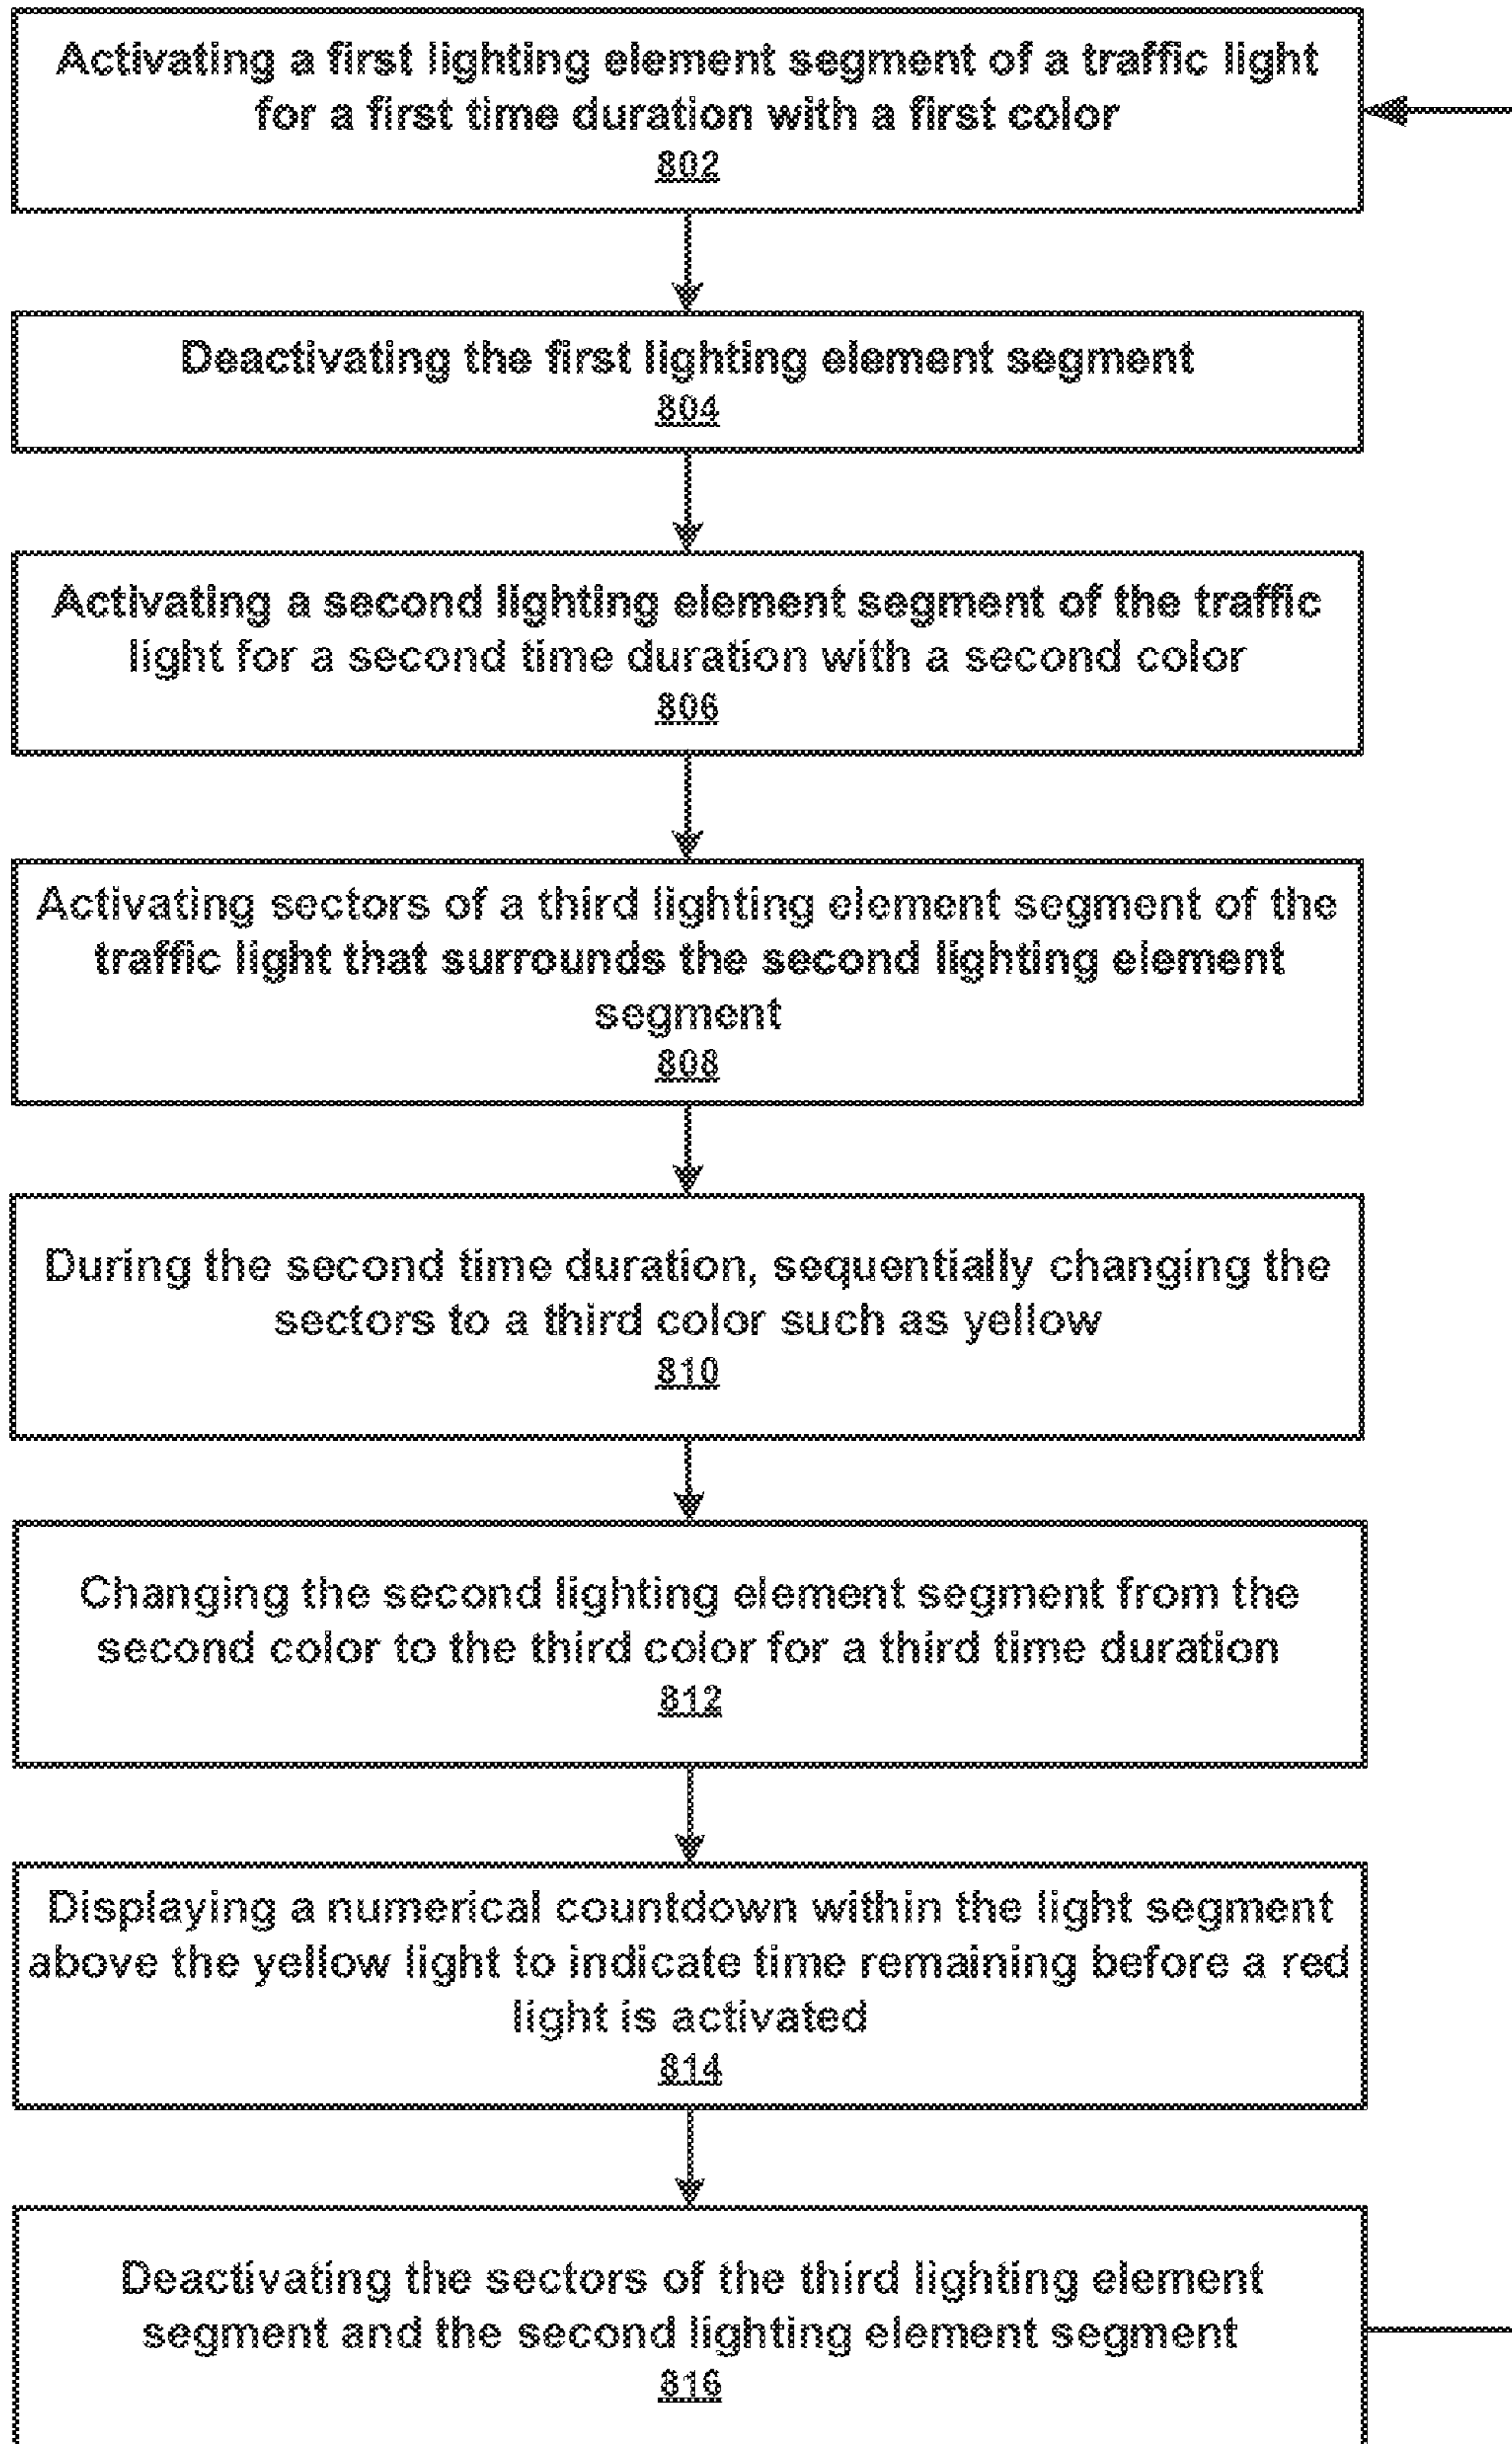 Activating a first lighting element segment of a traffic light
for a first time duration with a first color
802
Deactivating the first lighting element segment
804
Activating a second lighting element segment of the traffic
light for a second time duration with a second color
806
Activating sectors of a third lighting element segment of the
traffic light that surrounds the second lighting element
segment
808
During the second time duration, sequentially changing the
sectors to a third color such as yellow
810
Changing the second lighting element segment from the
second color to the third color for a third time duration
812
Displaying a numerical countdown within the light segment
above the yellow light to indicate time remaining before a red
light is activated
814
Deactivating the sectors of the third lighting element
segment and the second lighting element segment
816